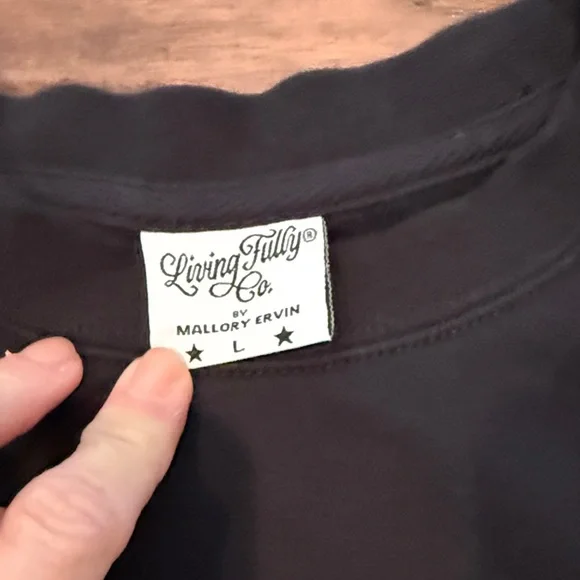 Living Fully®
Co.
BY
MALLORY ERVIN
★ L ★